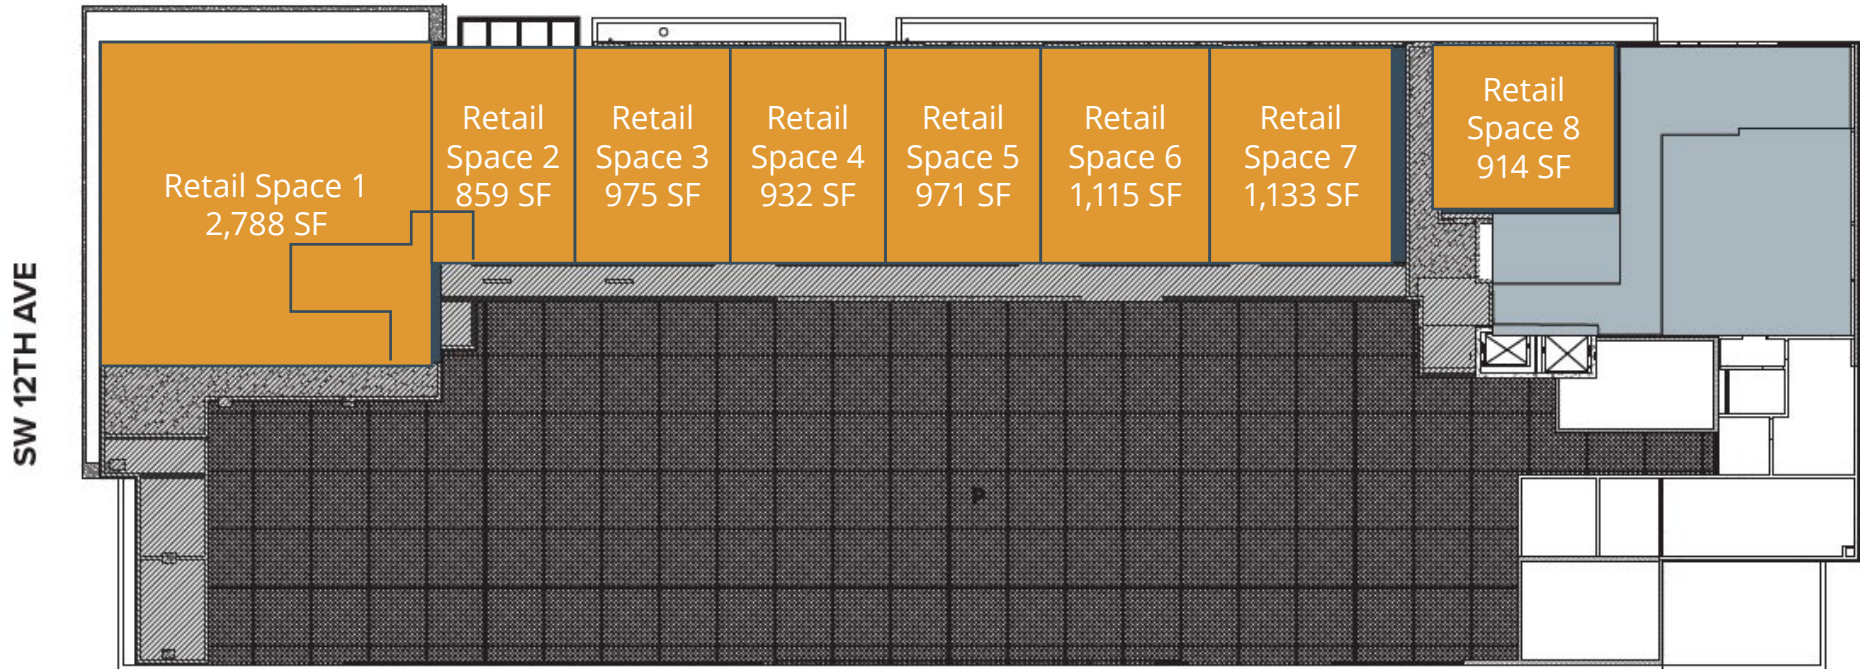 SW 12TH AVE
Retail Space 1
2,788 SF
Retail
Space 2
859 SF
Retail
Space 3
975 SF
Retail
Space 4
932 SF
Retail
Space 5
971 SF
Retail
Space 6
1,115 SF
Retail
Space 7
1,133 SF
Retail
Space 8
914 SF
P